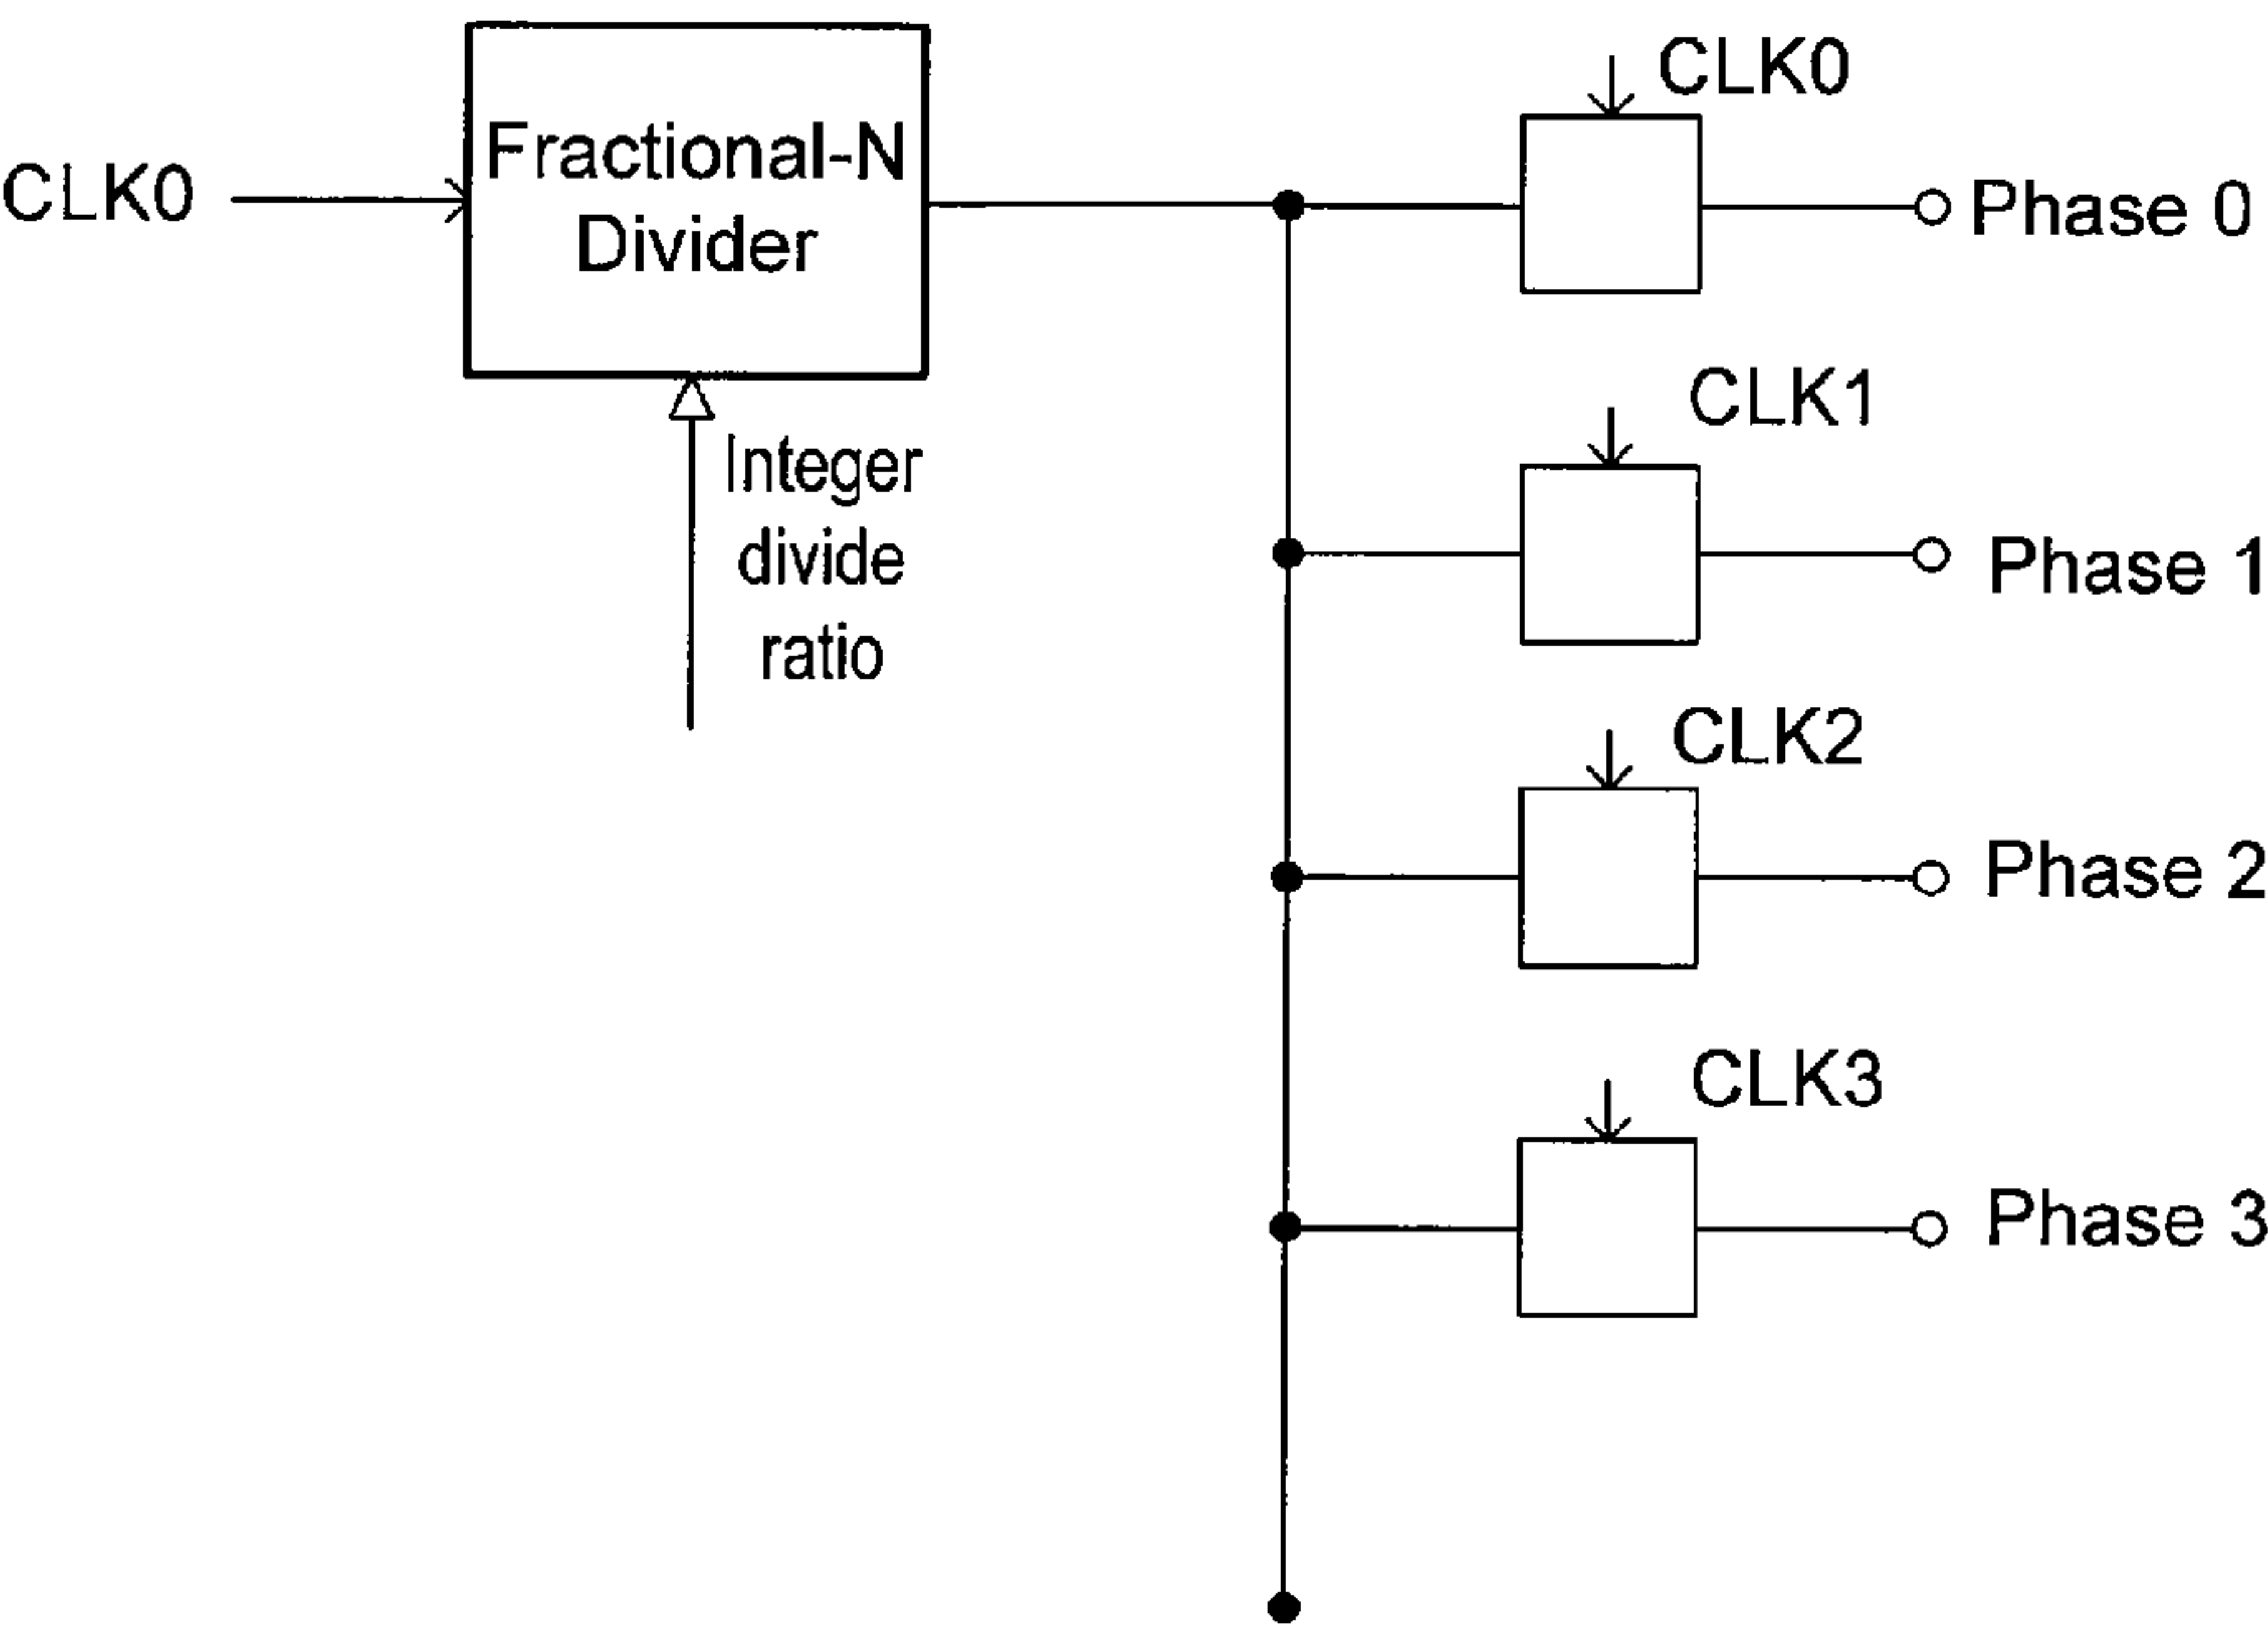 CLK0
Fractional-N
Divider
Integer
divide
ratio
CLK0
Phase 0
CLK1
Phase 1
CLK2
Phase 2
CLK3
Phase 3